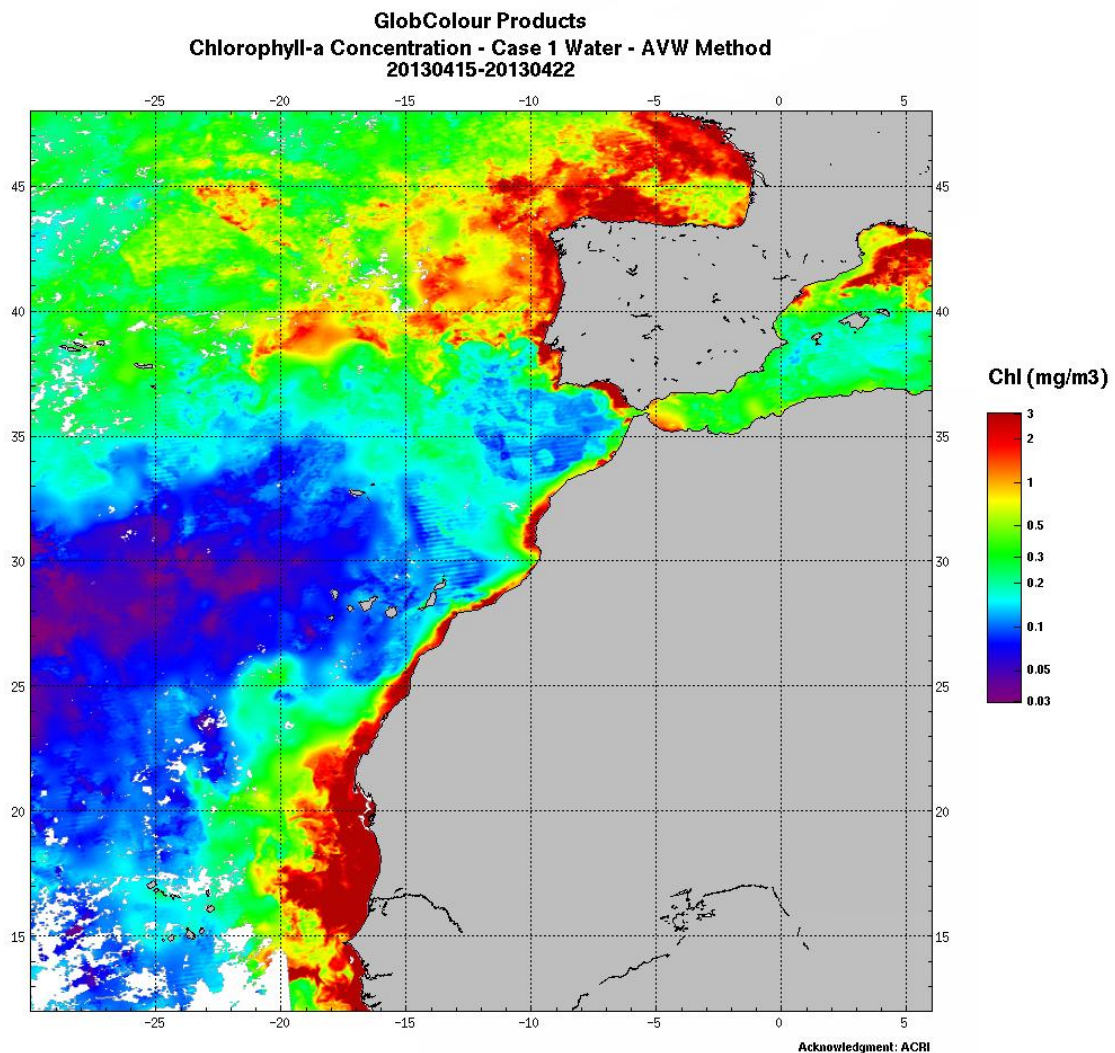 GlobColour Products
Chlorophyll-a Concentration - Case 1 Water - AVW Method
20130415-20130422
-25 -20 -15 -10 -5 0 5
45 45
40 40
35 35
30 30
25 25
20 20
15 15
-25 -20 -15 -10 -5 0 5
Chl (mg/m3)
3
2
1
0.5
0.3
0.2
0.1
0.05
0.03
Acknowledgment: ACRI